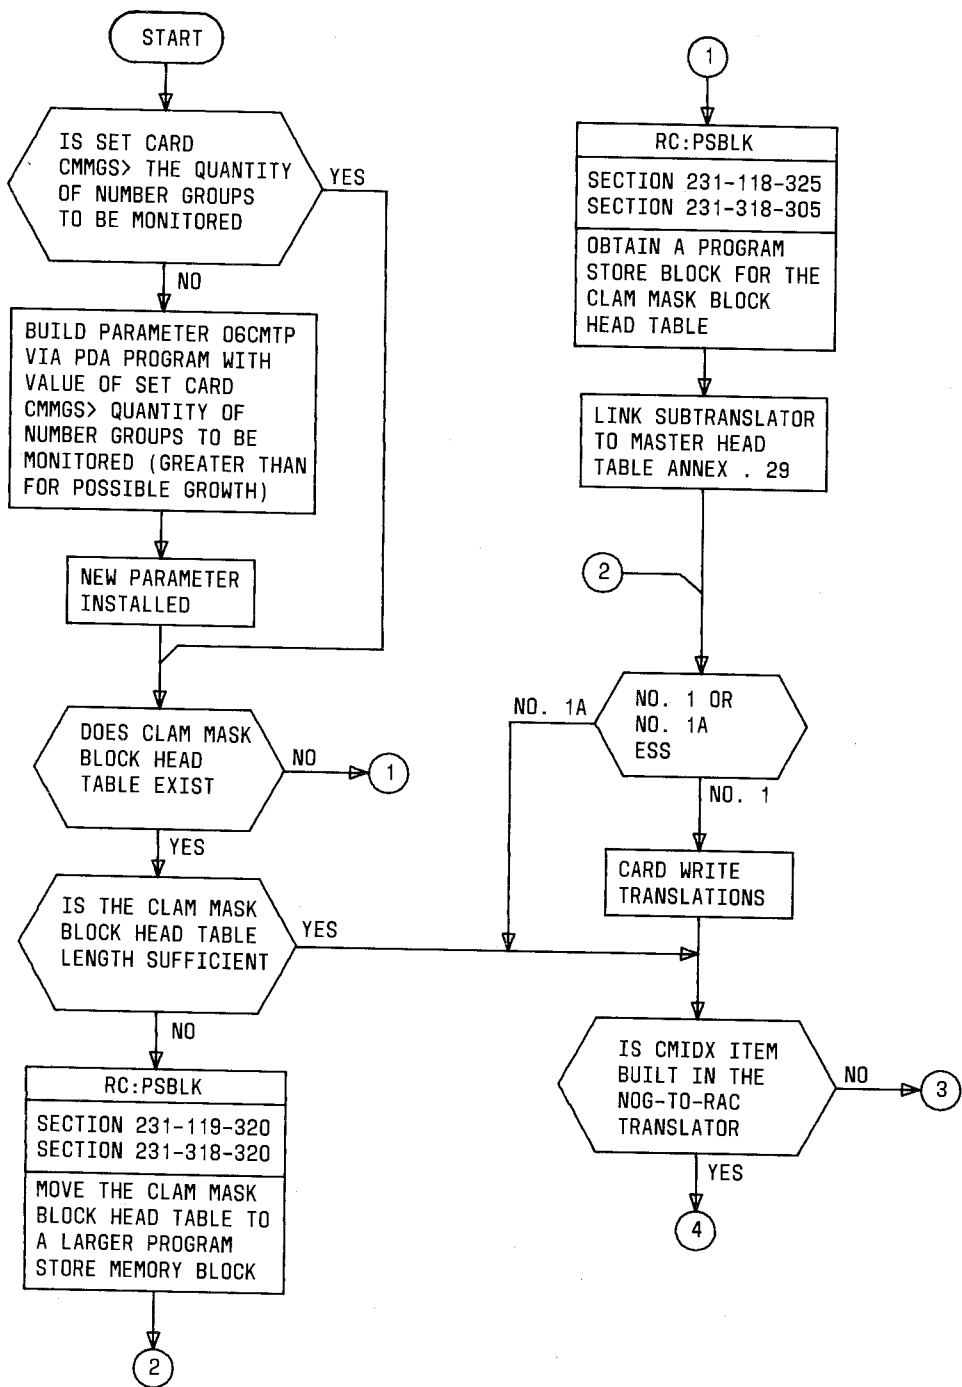 START
IS SET CARD
CMMGS> THE QUANTITY
OF NUMBER GROUPS
TO BE MONITORED
YES
NO
BUILD PARAMETER 06CMTP
VIA PDA PROGRAM WITH
VALUE OF SET CARD
CMMGS> QUANTITY OF
NUMBER GROUPS TO BE
MONITORED (GREATER THAN
FOR POSSIBLE GROWTH)
NEW PARAMETER
INSTALLED
DOES CLAM MASK
BLOCK HEAD
TABLE EXIST
NO
1
YES
IS THE CLAM MASK
BLOCK HEAD TABLE
LENGTH SUFFICIENT
YES
NO
RC:PSBLK
SECTION 231-119-320
SECTION 231-318-320
MOVE THE CLAM MASK
BLOCK HEAD TABLE TO
A LARGER PROGRAM
STORE MEMORY BLOCK
2
1
RC:PSBLK
SECTION 231-118-325
SECTION 231-318-305
OBTAIN A PROGRAM
STORE BLOCK FOR THE
CLAM MASK BLOCK
HEAD TABLE
LINK SUBTRANSLATOR
TO MASTER HEAD
TABLE ANNEX . 29
2
NO. 1A
NO. 1 OR
NO. 1A
ESS
NO. 1
CARD WRITE
TRANSLATIONS
IS CMIDX ITEM
BUILT IN THE
NOG-TO-RAC
TRANSLATOR
NO
3
YES
4